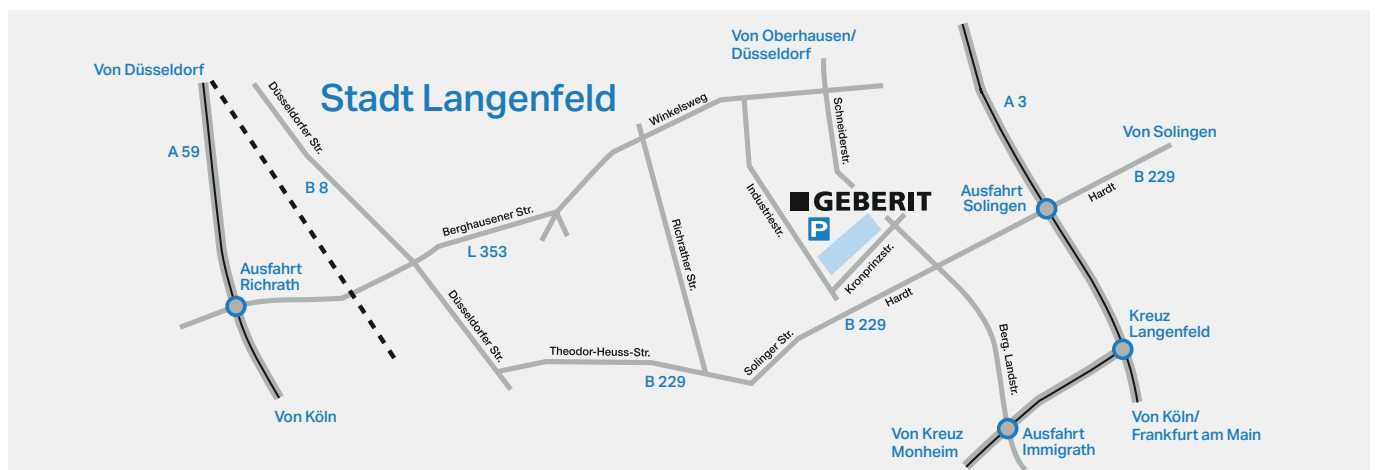 Von Oberhausen/
Düsseldorf
Von Düsseldorf
Stadt Langenfeld
Düsseldorfer Str.
Winkelsweg
Schneiderstr.
A 3
Von Solingen
A 59
B 8
B 229
Hardt
Ausfahrt
Solingen
Industriestr.
GEBERIT
P
Berghausener Str.
L 353
Richrather Str.
Kronprinzstr.
Ausfahrt
Richrath
Düsseldorfer Str.
Hardt
B 229
Kreuz
Langenfeld
Theodor-Heuss-Str.
Solinger Str.
Berg. Landstr.
B 229
Von Köln
Von Kreuz
Monheim
Ausfahrt
Immigrath
Von Köln/
Frankfurt am Main